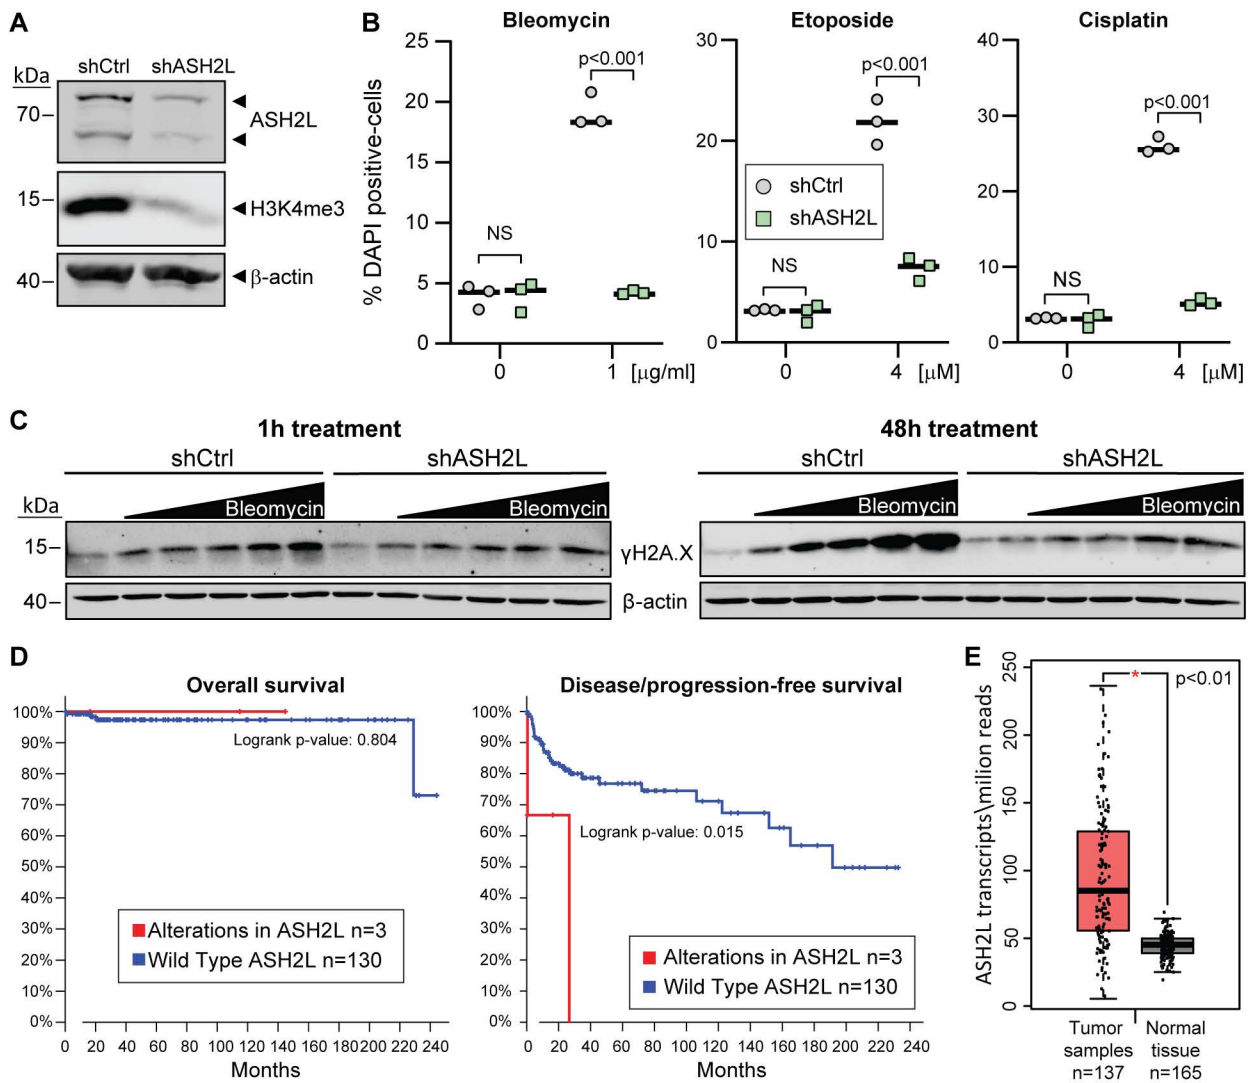 A
kDa
shCtrl shASH2L
70
ASH2L
15
H3K4me3
40
β-actin
B
Bleomycin
% DAPI positive-cells
25
20
15
10
5
0
p<0.001
NS
0 1 [μg/ml]
Etoposide
30
20
10
0
p<0.001
shCtrl
shASH2L
NS
0 4 [μM]
Cisplatin
40
30
20
10
0
p<0.001
NS
0 4 [μM]
C
1h treatment
shCtrl shASH2L
kDa
Bleomycin Bleomycin
15
40
γH2A.X
β-actin
48h treatment
shCtrl shASH2L
Bleomycin Bleomycin
D
Overall survival
100%
90%
80%
70%
60%
50%
40%
30%
20%
10%
0%
Logrank p-value: 0.804
Alterations in ASH2L n=3
Wild Type ASH2L n=130
0 20 40 60 80 100 120 140 160 180 200 220 240
Months
Disease/progression-free survival
100%
90%
80%
70%
60%
50%
40%
30%
20%
10%
0%
Logrank p-value: 0.015
Alterations in ASH2L n=3
Wild Type ASH2L n=130
0 20 40 60 80 100 120 140 160 180 200 220 240
Months
E
ASH2L transcripts\milion reads
250
200
150
100
50
0
*
p<0.01
Tumor
samples
n=137
Normal
tissue
n=165